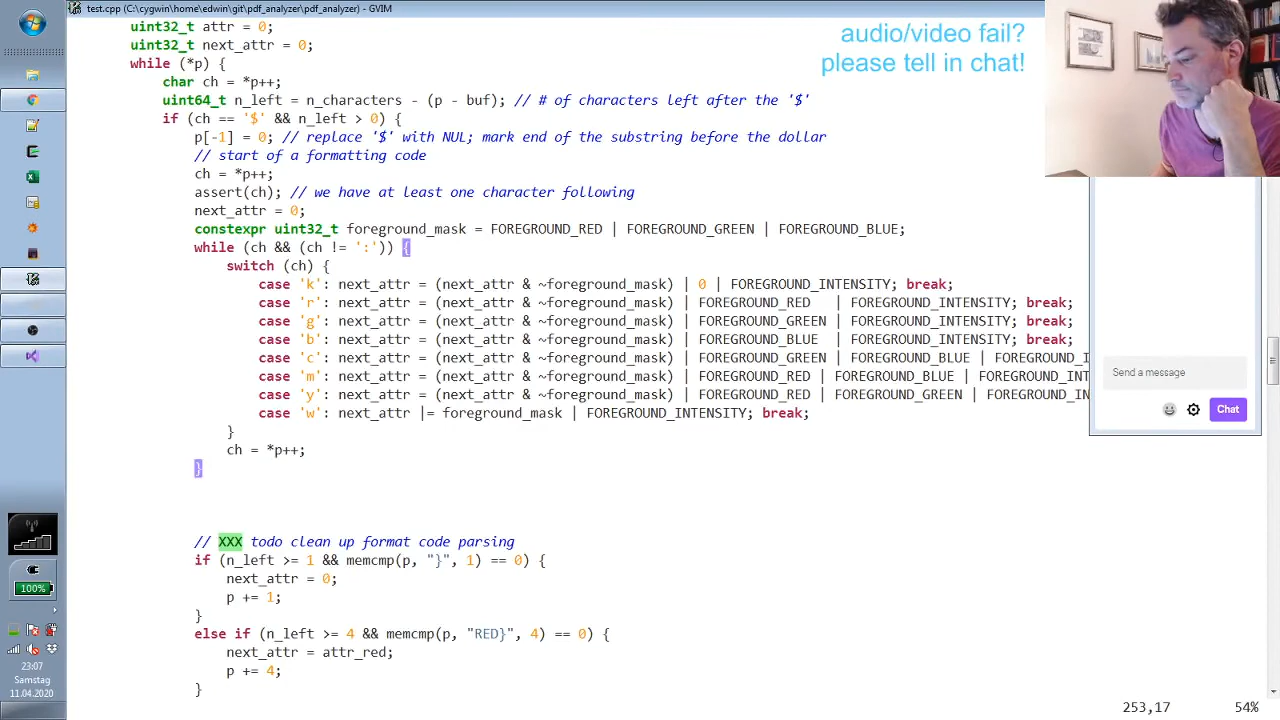 test.cpp (C:\cygwin\home\edwin\git\pdf_analyzer\pdf_analyzer) - GVIM
audio/video fail?
please tell in chat!
uint32_t attr = 0;
uint32_t next_attr = 0;
while (*p) {
char ch = *p++;
uint64_t n_left = n_characters - (p - buf); // # of characters left after the '$'
if (ch == '$' && n_left > 0) {
p[-1] = 0; // replace '$' with NUL; mark end of the substring before the dollar
// start of a formatting code
ch = *p++;
assert(ch); // we have at least one character following
next_attr = 0;
constexpr uint32_t foreground_mask = FOREGROUND_RED | FOREGROUND_GREEN | FOREGROUND_BLUE;
while (ch && (ch != ':')) {
switch (ch) {
case 'k': next_attr = (next_attr & ~foreground_mask) | 0 | FOREGROUND_INTENSITY; break;
case 'r': next_attr = (next_attr & ~foreground_mask) | FOREGROUND_RED | FOREGROUND_INTENSITY; break;
case 'g': next_attr = (next_attr & ~foreground_mask) | FOREGROUND_GREEN | FOREGROUND_INTENSITY; break;
case 'b': next_attr = (next_attr & ~foreground_mask) | FOREGROUND_BLUE | FOREGROUND_INTENSITY; break;
case 'c': next_attr = (next_attr & ~foreground_mask) | FOREGROUND_GREEN | FOREGROUND_BLUE | FOREGROUND_I
case 'm': next_attr = (next_attr & ~foreground_mask) | FOREGROUND_RED | FOREGROUND_BLUE | FOREGROUND_INT
case 'y': next_attr = (next_attr & ~foreground_mask) | FOREGROUND_RED | FOREGROUND_GREEN | FOREGROUND_IN
case 'w': next_attr |= foreground_mask | FOREGROUND_INTENSITY; break;
}
ch = *p++;
}
// XXX todo clean up format code parsing
if (n_left >= 1 && memcmp(p, "}", 1) == 0) {
next_attr = 0;
p += 1;
}
else if (n_left >= 4 && memcmp(p, "RED}", 4) == 0) {
next_attr = attr_red;
p += 4;
}
253,17 54%
Send a message
Chat
100%
23:07
Samstag
11.04.2020